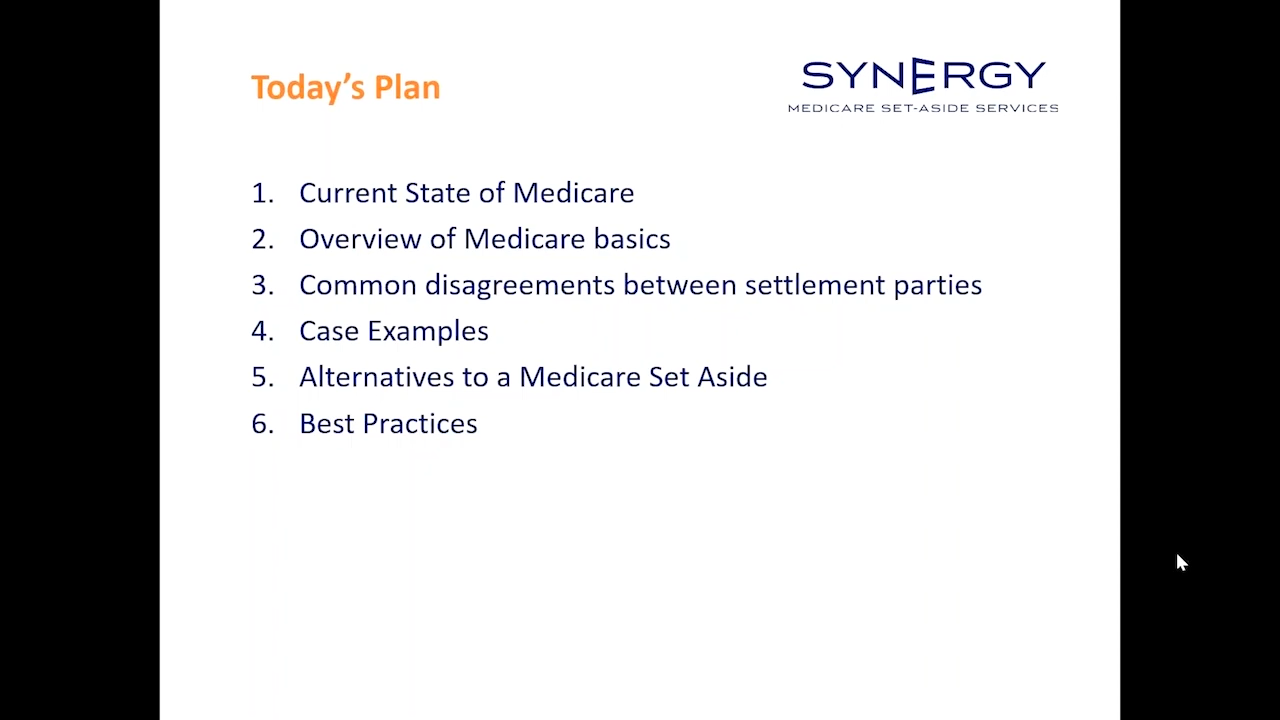 Today's Plan
SYNERGY
MEDICARE SET-ASIDE SERVICES
1. Current State of Medicare
2. Overview of Medicare basics
3. Common disagreements between settlement parties
4. Case Examples
5. Alternatives to a Medicare Set Aside
6. Best Practices